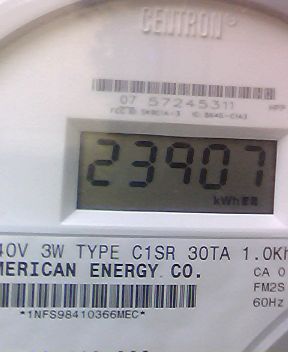 CENTRON®
07 57245311
23907
kWh
40V 3W TYPE C1SR 30TA 1.0Kh
MERICAN ENERGY CO.
CA 0
FM2S
60Hz
*1NFS98410366MEC*